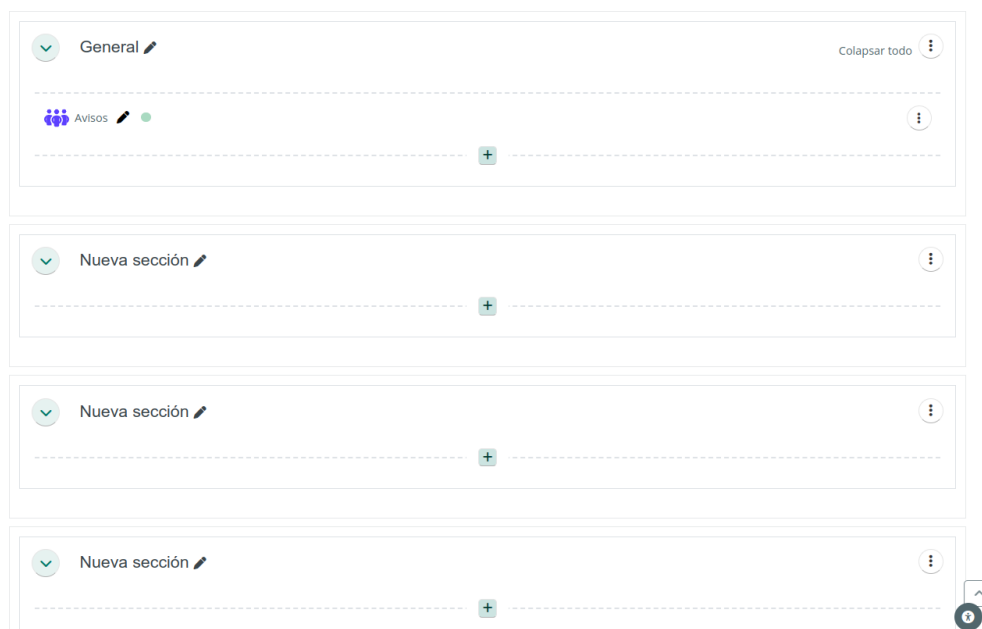 General
Colapsar todo
Avisos
Nueva sección
Nueva sección
Nueva sección